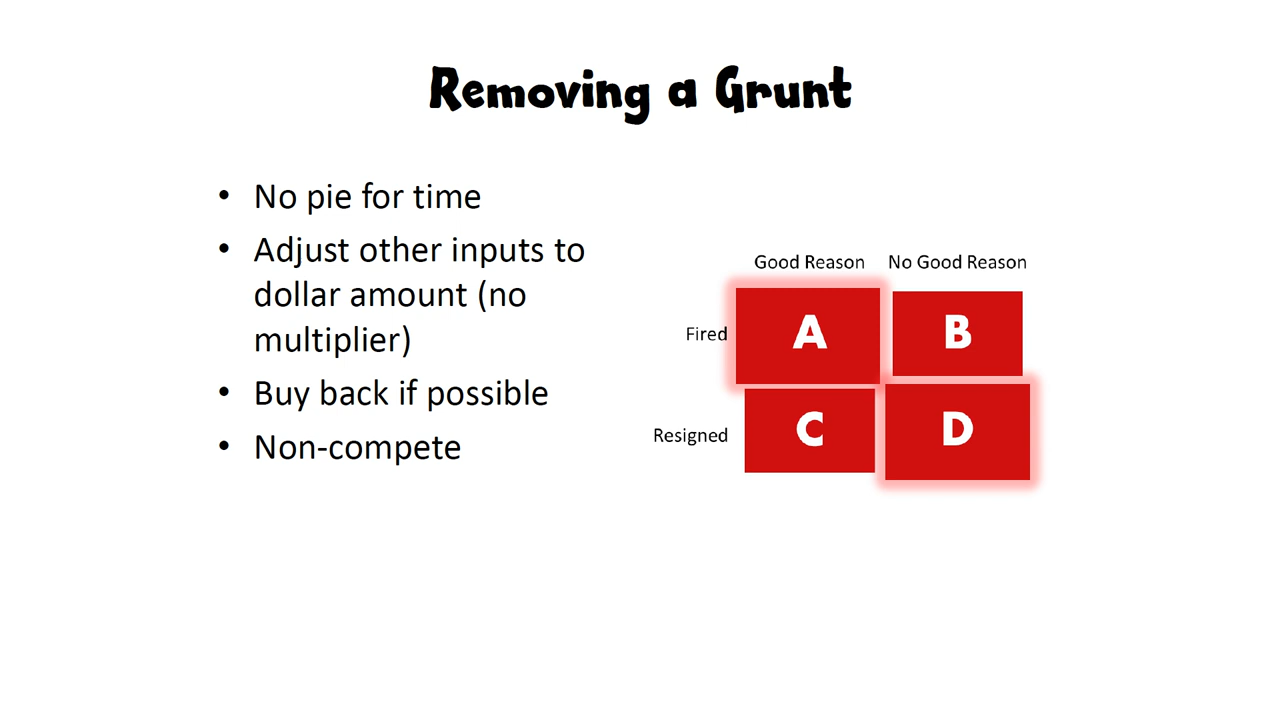 Removing a Grunt
• No pie for time
• Adjust other inputs to
dollar amount (no
multiplier)
• Buy back if possible
• Non-compete
Good Reason No Good Reason
Fired A B
Resigned C D